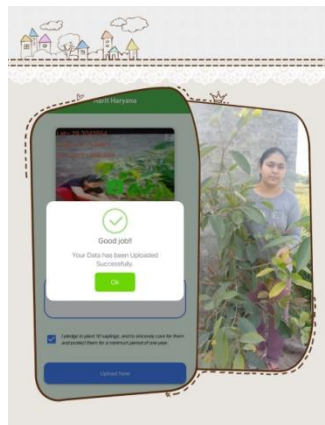 Harit Haryana
Good job!!
Your Data has been Uploaded
Successfully.
Ok
I pledge to plant 10 saplings, and to sincerely care for them
and protect them for a minimum period of one year.
Upload Now